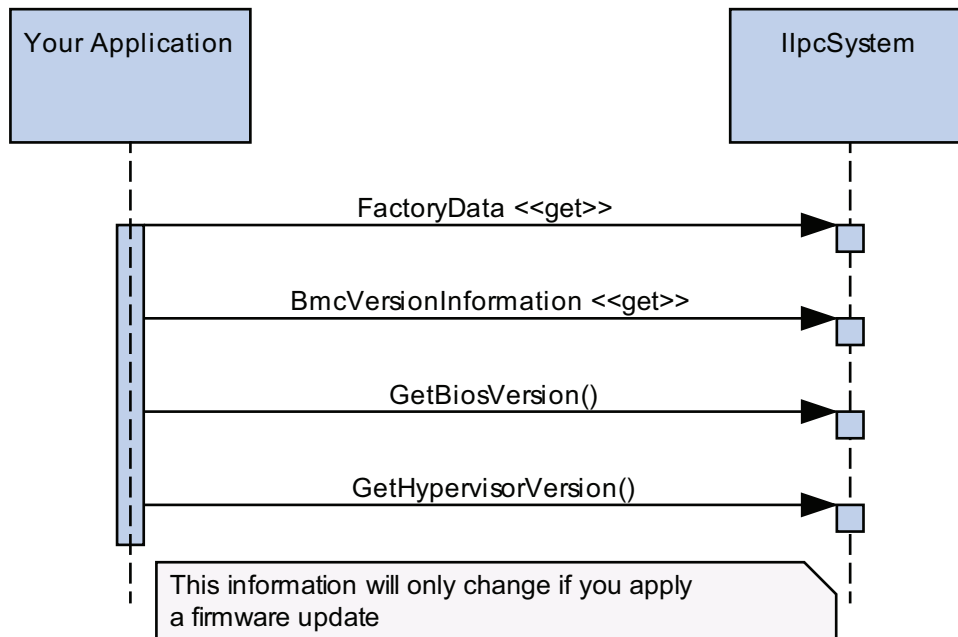 Your Application
IIpcSystem
FactoryData <<get>>
BmcVersionInformation <<get>>
GetBiosVersion()
GetHypervisorVersion()
This information will only change if you apply
a firmware update